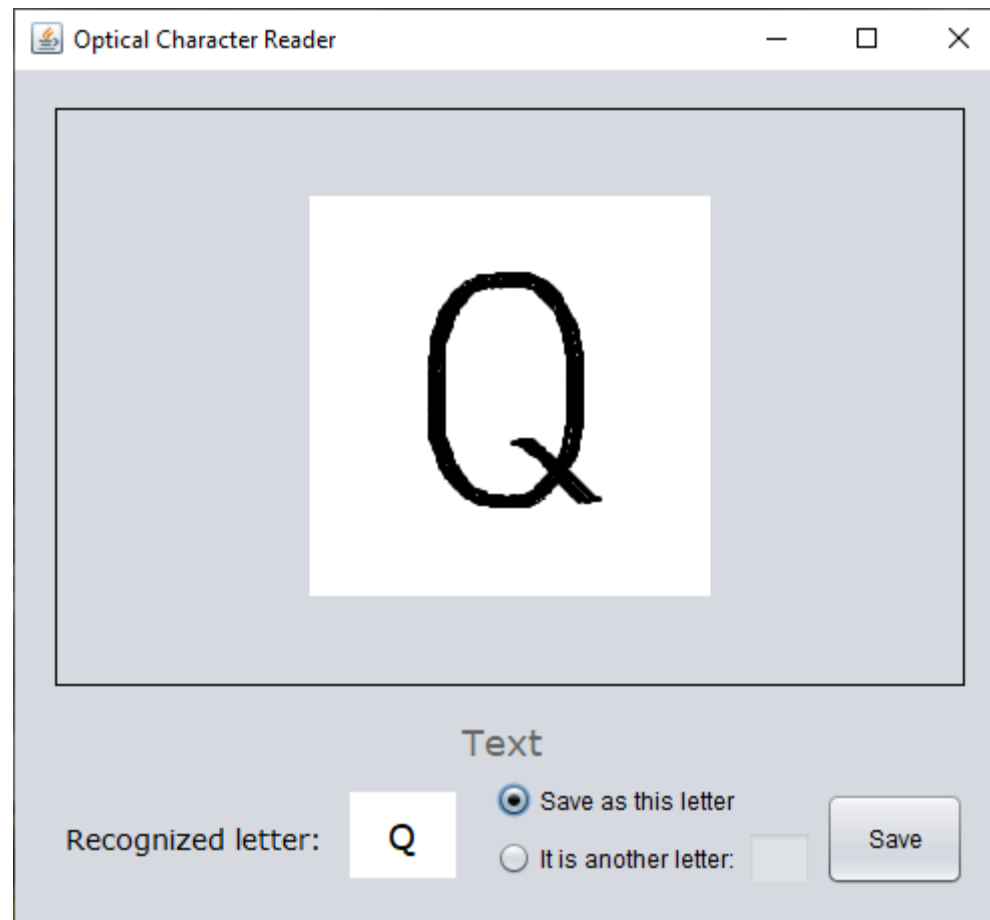 Optical Character Reader
Q
Text
Save as this letter
Recognized letter: Q
It is another letter:
Save